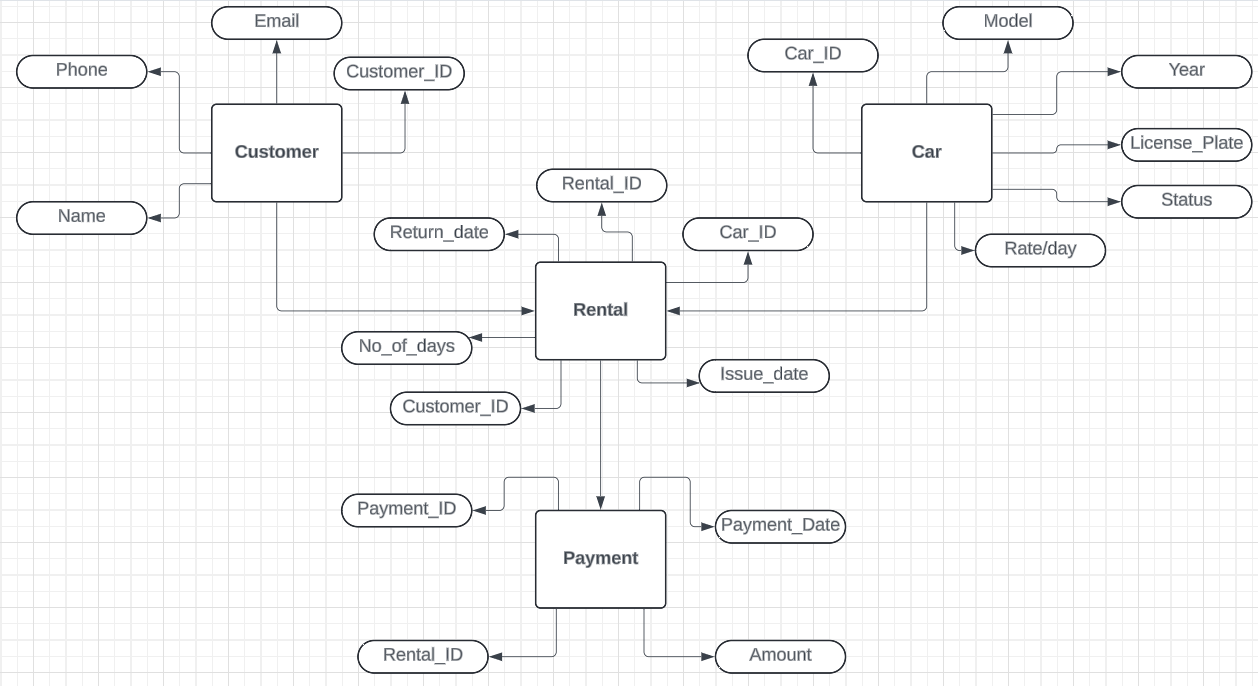 Email
Model
Phone
Customer_ID
Car_ID
Year
Customer
Car
License_Plate
Rental_ID
Status
Name
Return_date
Car_ID
Rate/day
Rental
No_of_days
Issue_date
Customer_ID
Payment_ID
Payment_Date
Payment
Rental_ID
Amount